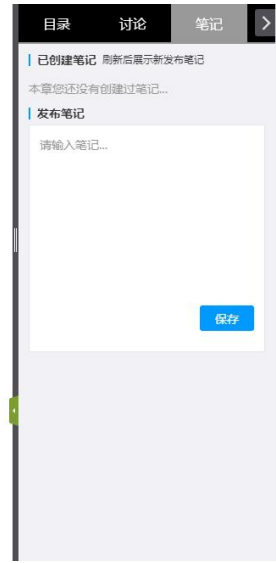 目录 讨论 笔记
已创建笔记 刷新后展示新发布笔记
本章您还没有创建过笔记...
发布笔记
请输入笔记...
保存